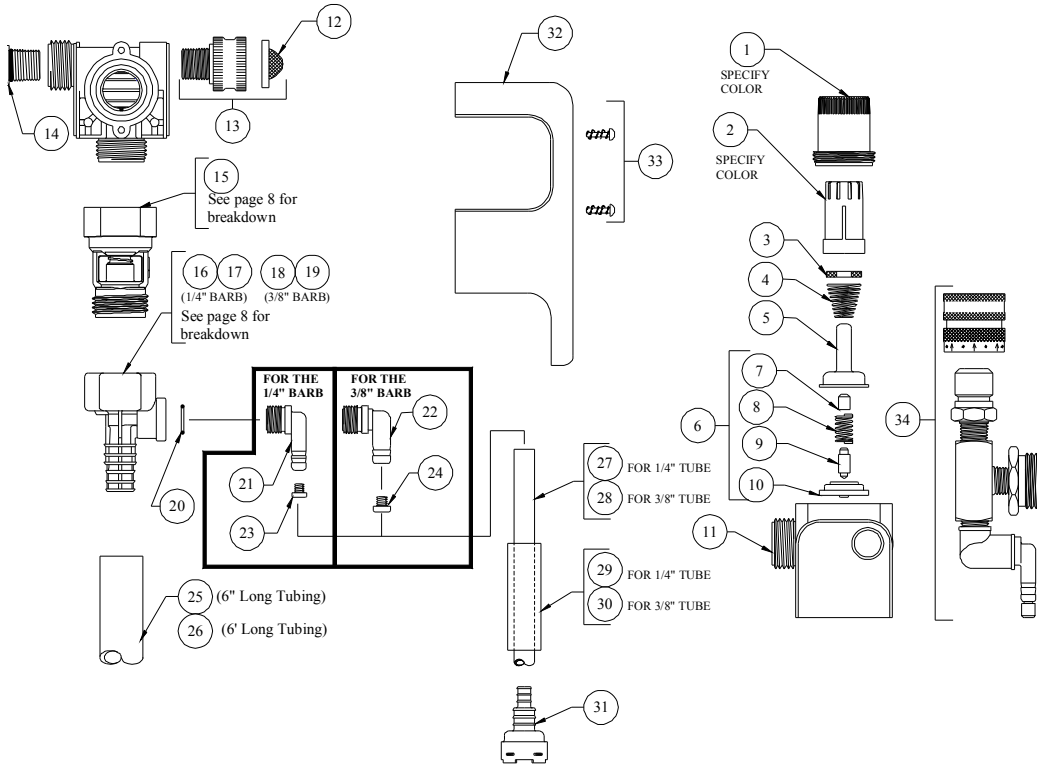 12
32
1
SPECIFY
COLOR
14
13
2
SPECIFY
COLOR
33
15
See page 8 for
breakdown
3
4
16 17 18 19
(1/4" BARB) (3/8" BARB)
See page 8 for
breakdown
5
FOR THE
1/4" BARB
FOR THE
3/8" BARB
7
22
8
6
34
9
21
24
27 FOR 1/4" TUBE
10
20
23
28 FOR 3/8" TUBE
11
29 FOR 1/4" TUBE
25 (6" Long Tubing)
30 FOR 3/8" TUBE
26 (6' Long Tubing)
31